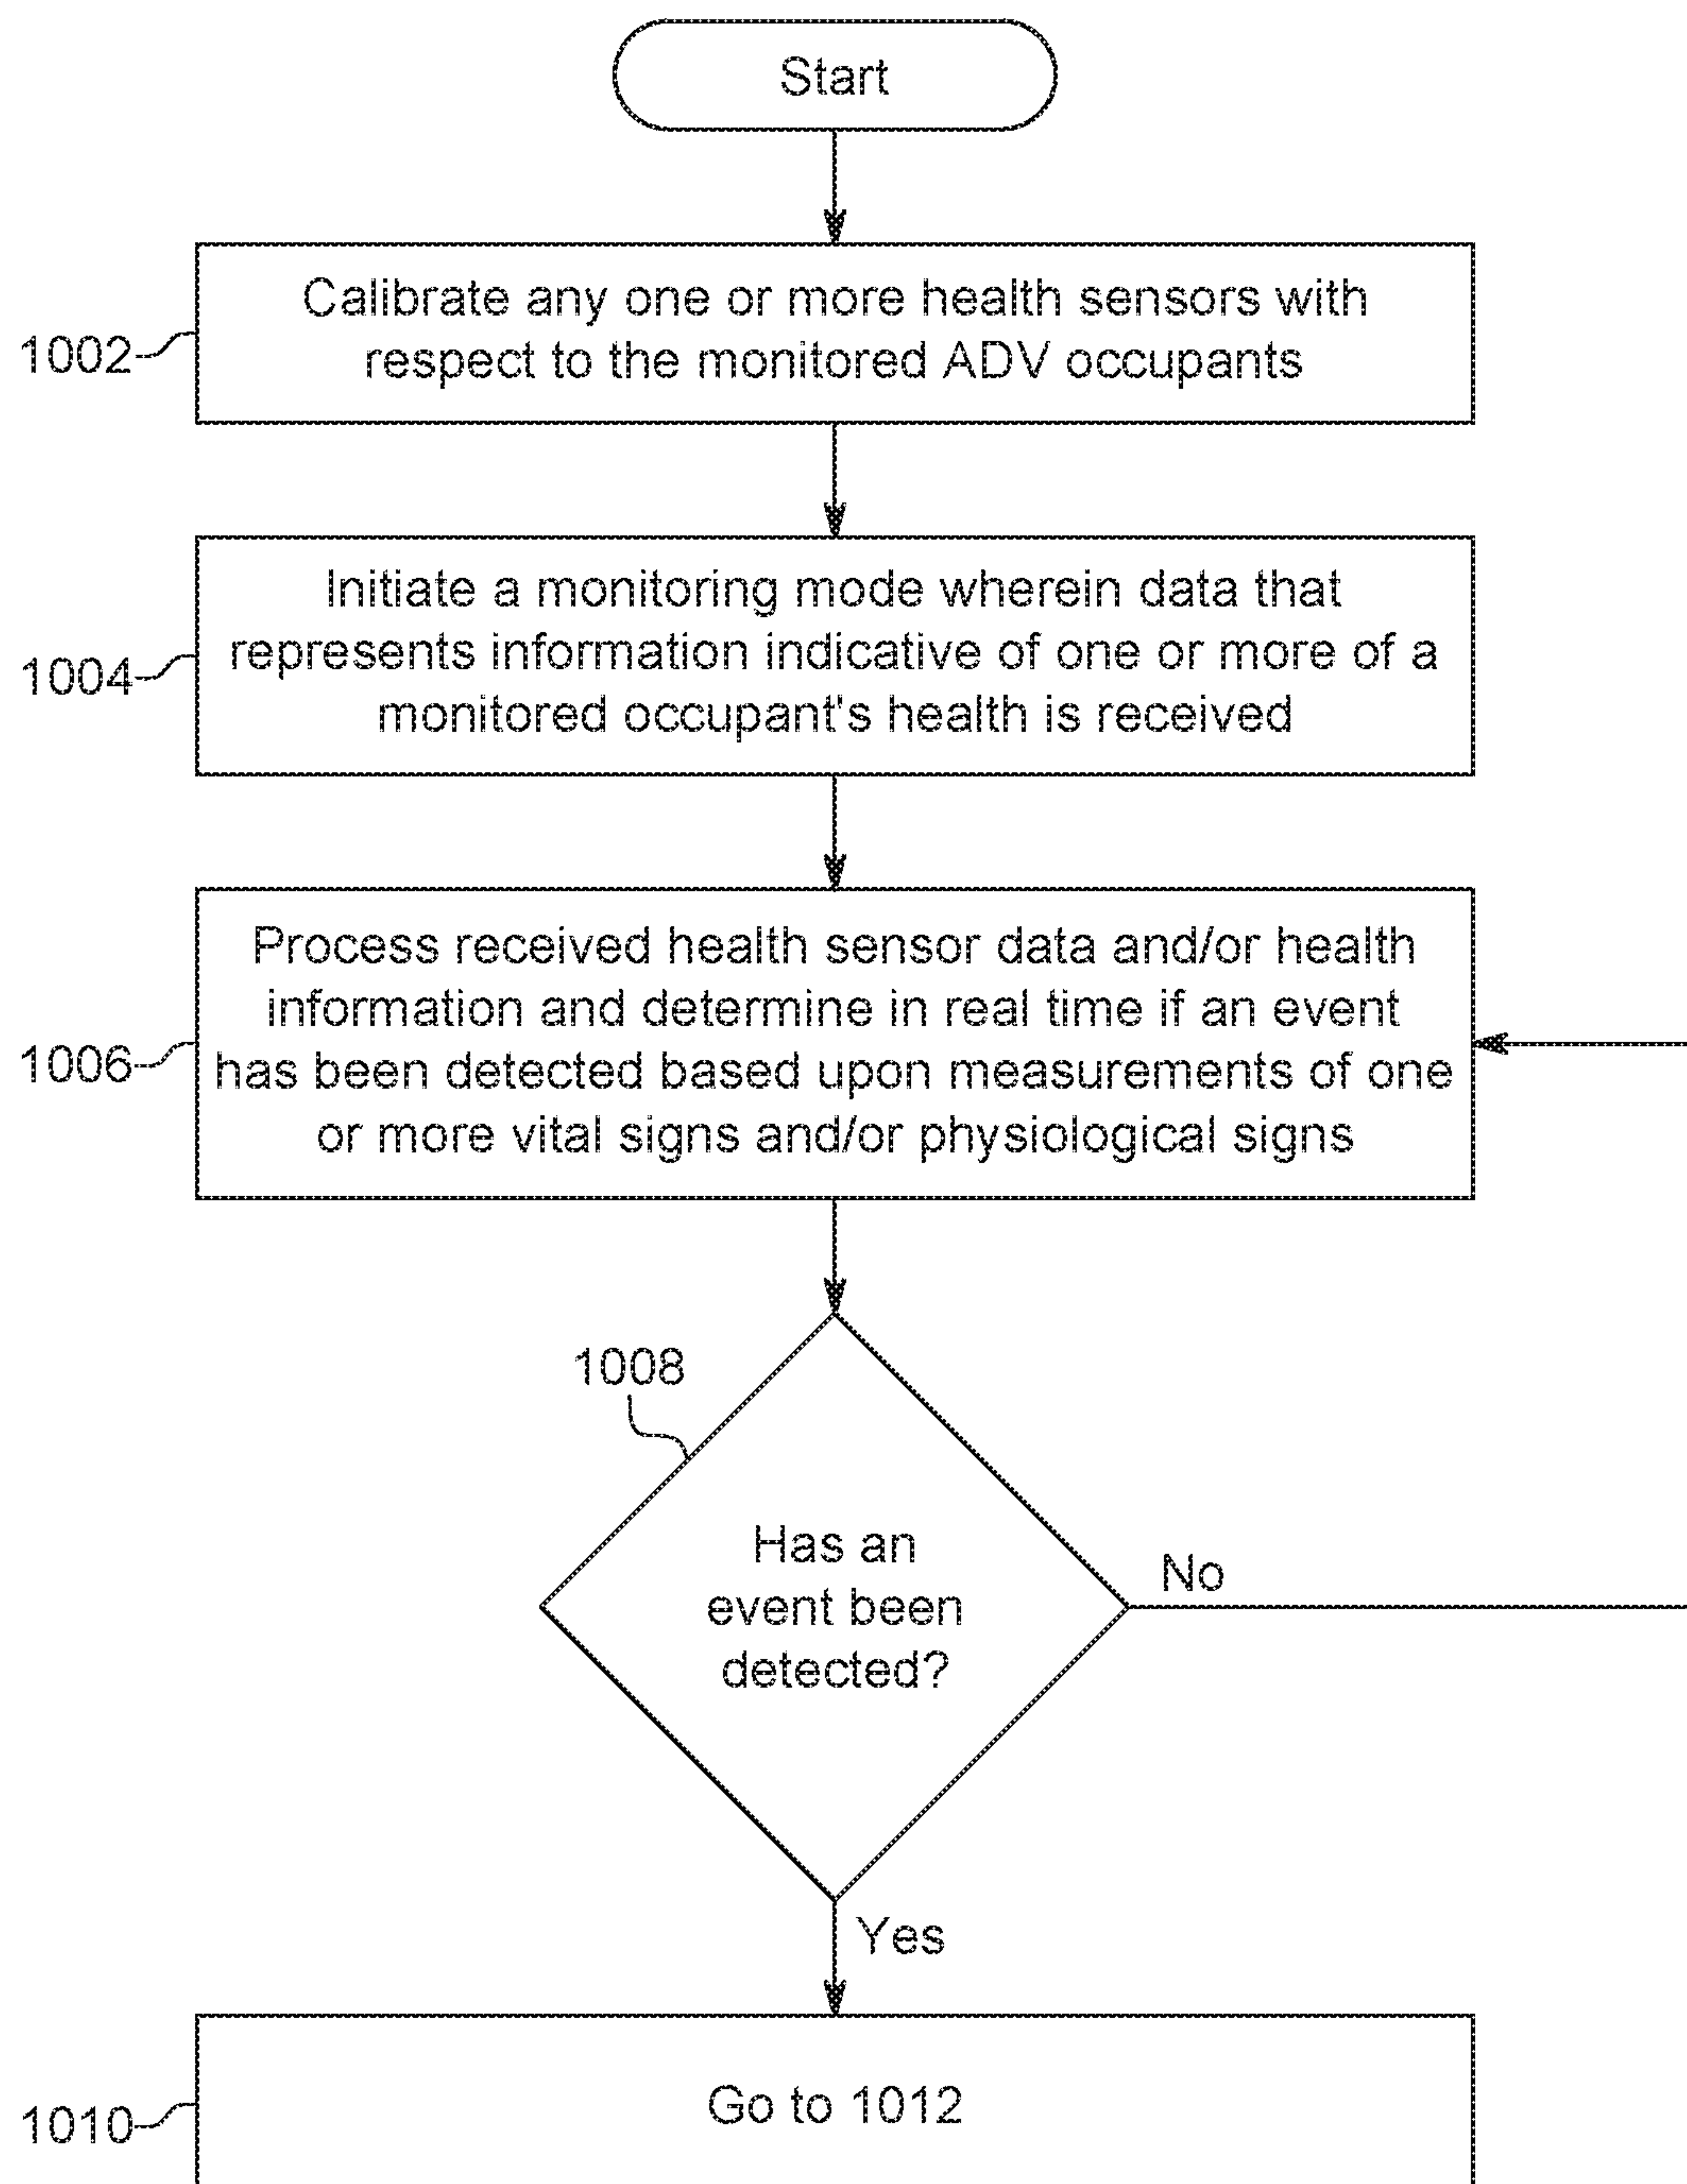 Start
Calibrate any one or more health sensors with
respect to the monitored ADV occupants
1002
Initiate a monitoring mode wherein data that
represents information indicative of one or more of a
monitored occupant's health is received
1004
Process received health sensor data and/or health
information and determine in real time if an event
has been detected based upon measurements of one
or more vital signs and/or physiological signs
1006
1008
Has an
event been
detected?
No
Yes
Go to 1012
1010